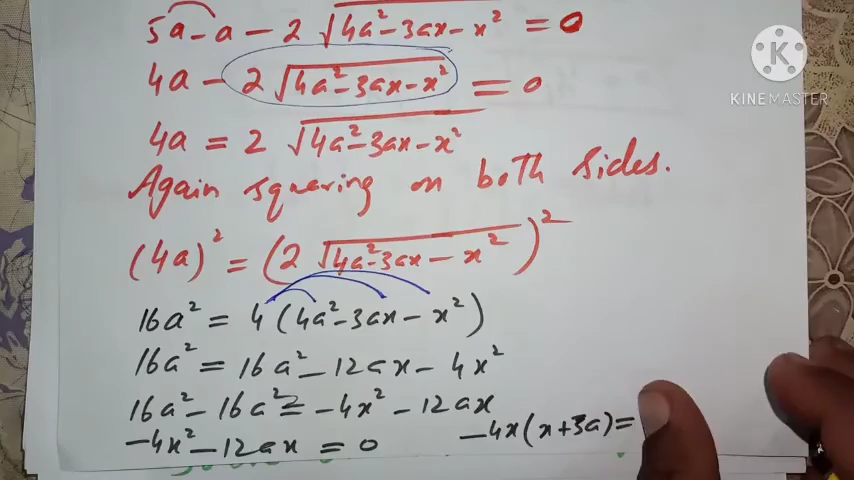 5a-a-2√4a²-3ax-x² = 0
4a-2√4a²-3ax-x² = 0
4a = 2√4a²-3ax-x²
Again squaring on both sides.
(4a)² = (2√4a²-3ax-x²)²
16a² = 4(4a²-3ax-x²)
16a² = 16a²-12ax-4x²
16a²-16a² = -4x²-12ax
-4x²-12ax = 0
-4x(x+3a)=
KINEMASTER